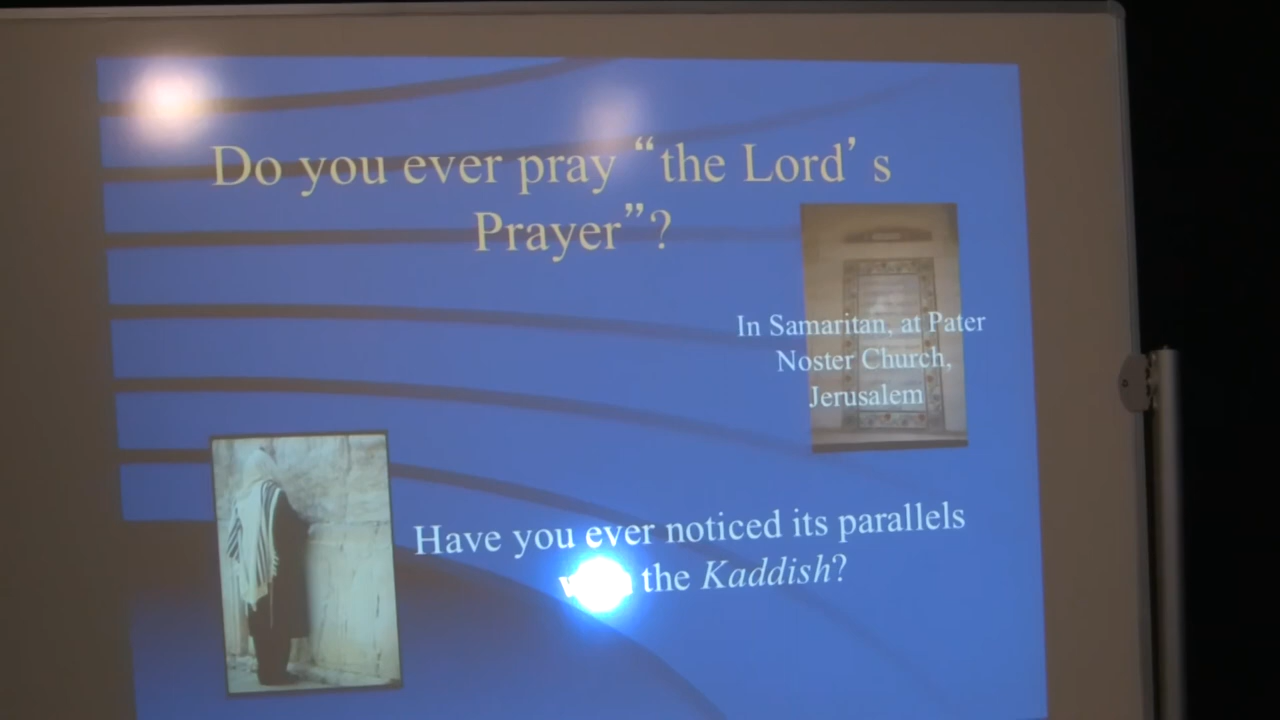 Do you ever pray “the Lord’s
Prayer”?
In Samaritan, at Pater
Noster Church,
Jerusalem
Have you ever noticed its parallels
the Kaddish?